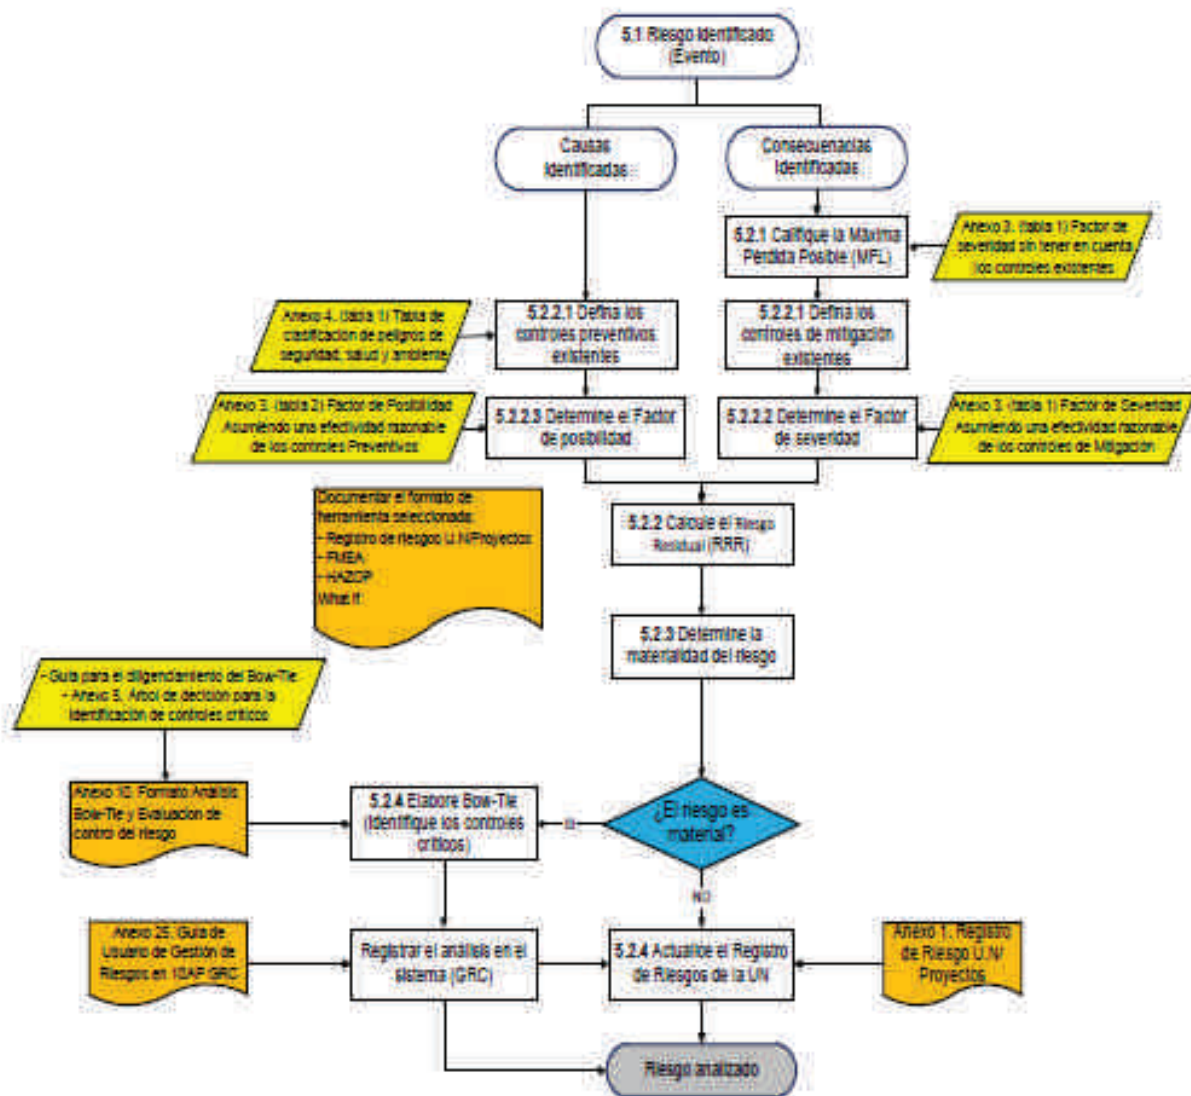 5.1 Riesgo Identificado
(Evento)
Causas
Identificadas
Consecuenacias
Identificadas
5.2.1 Califique la Máxima
Pérdida Posible (MFL)
Anexo 3. (tabla 1) Factor de
severidad sin tener en cuenta
los controles existentes
Anexo 4. (tabla 1) Tabla de
clasificación de peligros de
seguridad, salud y ambiente
5.2.2.1 Defina los
controles preventivos
existentes
5.2.2.1 Defina los
controles de mitigación
existentes
Anexo 3. (tabla 2) Factor de Posibilidad
Asumiendo una efectividad razonable
de los controles Preventivos
5.2.2.3 Determine el Factor
de posibilidad
5.2.2.2 Determine el Factor
de severidad
Anexo 3. (tabla 1) Factor de Severidad
Asumiendo una efectividad razonable
de los controles de Mitigación
Documentar el formato de
herramienta seleccionada:
- Registro de riesgos U.N/Proyectos
- FMEA
- HAZOP
What If
5.2.2 Calcule el Riesgo
Residual (RRR)
5.2.3 Determine la
materialidad del riesgo
- Guía para el diligenciamiento del Bow-Tie
- Anexo 5. Árbol de decisión para la
identificación de controles críticos
Anexo 10. Formato Análisis
Bow-Tie y Evaluación de
control del riesgo
5.2.4 Elabore Bow-Tie
(Identifique los controles
críticos)
SI
¿El riesgo es
material?
NO
Anexo 25. Guía de
Usuario de Gestión de
Riesgos en 10AP GRC
Registrar el análisis en el
sistema (GRC)
5.2.4 Actualice el Registro
de Riesgos de la UN
Anexo 1. Registro
de Riesgo U.N/
Proyectos
Riesgo analizado